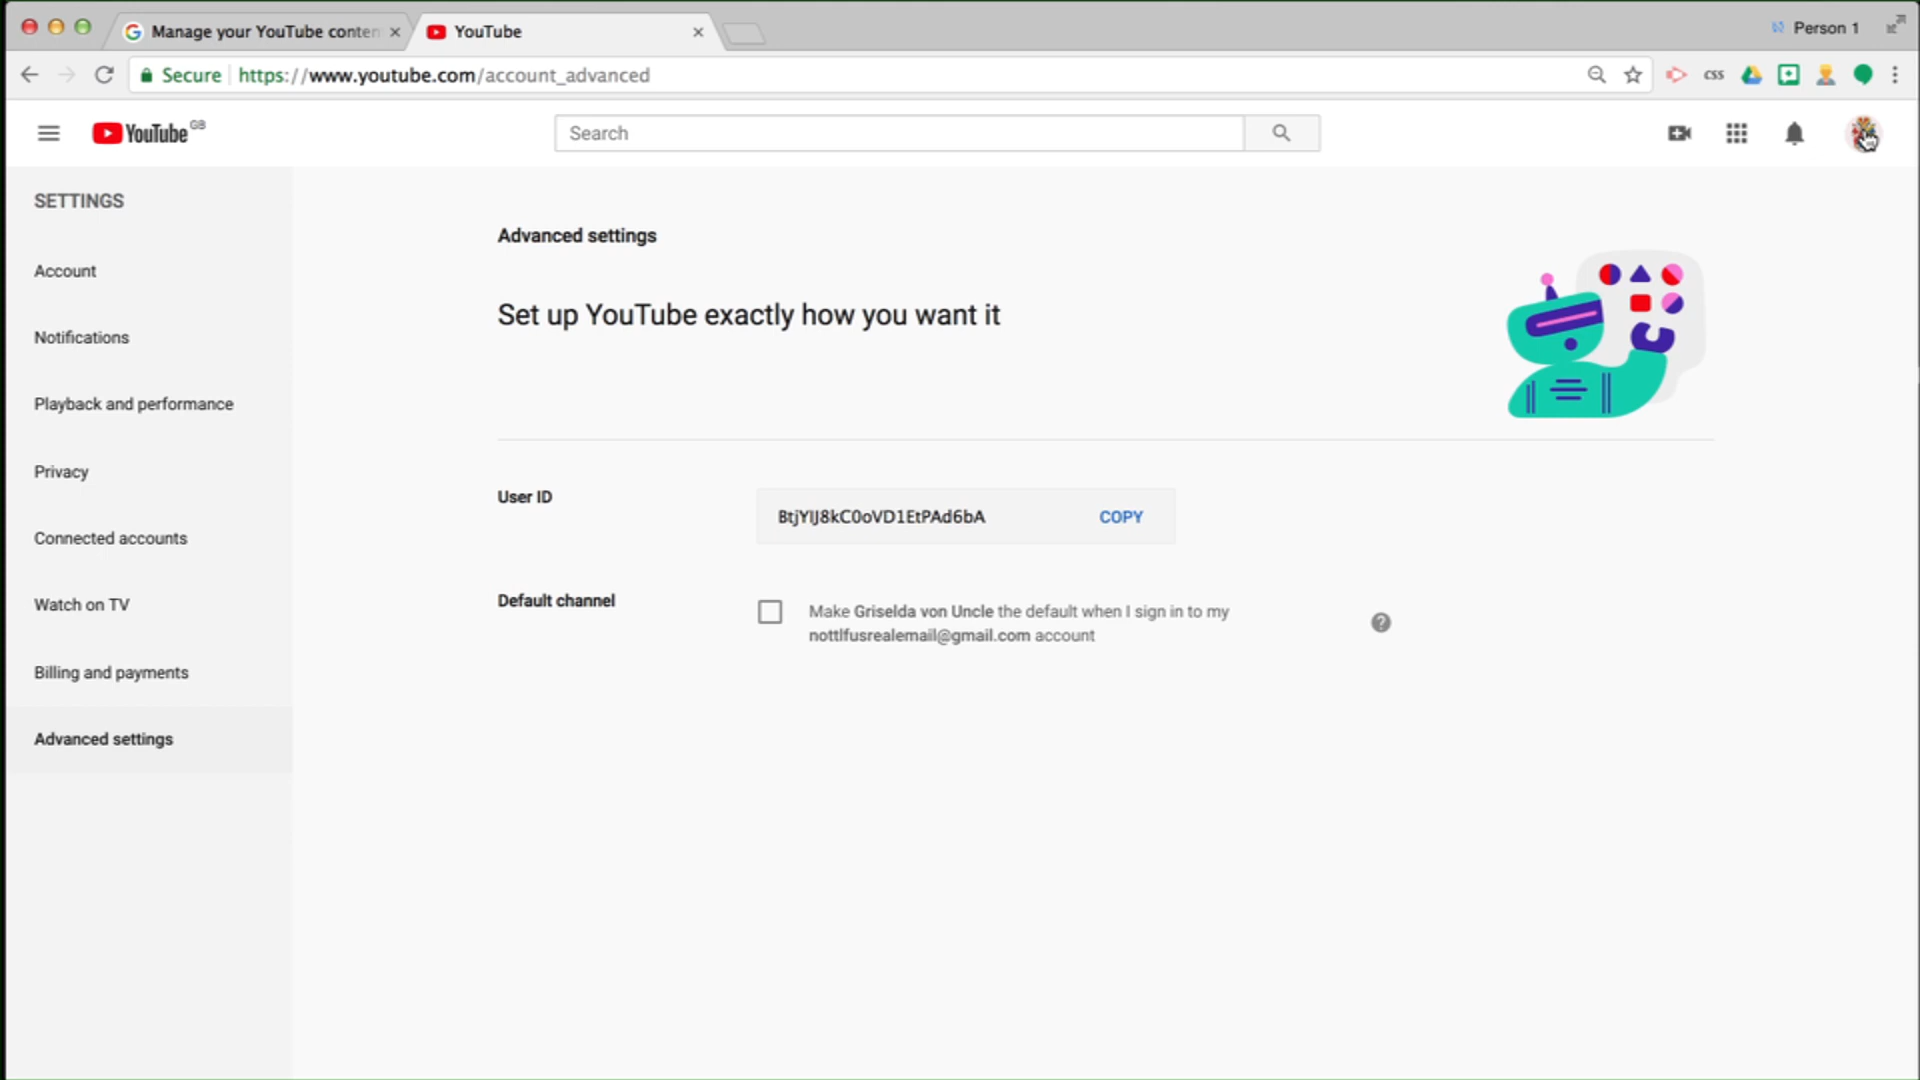 Manage your YouTube conten
YouTube
Person 1
Secure
https://www.youtube.com/account_advanced
css
YouTube GB
Search
SETTINGS
Account
Notifications
Playback and performance
Privacy
Connected accounts
Watch on TV
Billing and payments
Advanced settings
Advanced settings
Set up YouTube exactly how you want it
User ID
BtjYIJ8kC0oVD1EtPAd6bA
COPY
Default channel
Make Griselda von Uncle the default when I sign in to my
nottlfusrealemail@gmail.com account